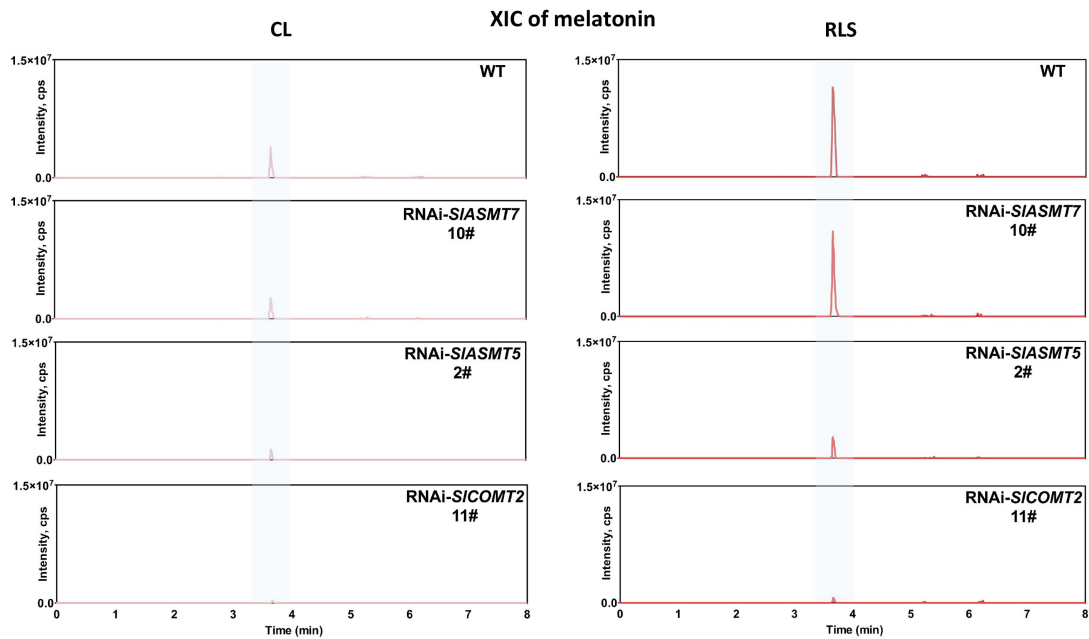 XIC of melatonin
CL
RLS
1.5×10⁷
Intensity, cps
0.0
WT
1.5×10⁷
Intensity, cps
0.0
WT
1.5×10⁷
Intensity, cps
0.0
RNAi-SlASMT7
10#
1.5×10⁷
Intensity, cps
0.0
RNAi-SlASMT7
10#
1.5×10⁷
Intensity, cps
0.0
RNAi-SlASMT5
2#
1.5×10⁷
Intensity, cps
0.0
RNAi-SlASMT5
2#
1.5×10⁷
Intensity, cps
0.0
RNAi-SlCOMT2
11#
0 1 2 3 4 5 6 7 8
Time (min)
1.5×10⁷
Intensity, cps
0.0
RNAi-SlCOMT2
11#
0 1 2 3 4 5 6 7 8
Time (min)